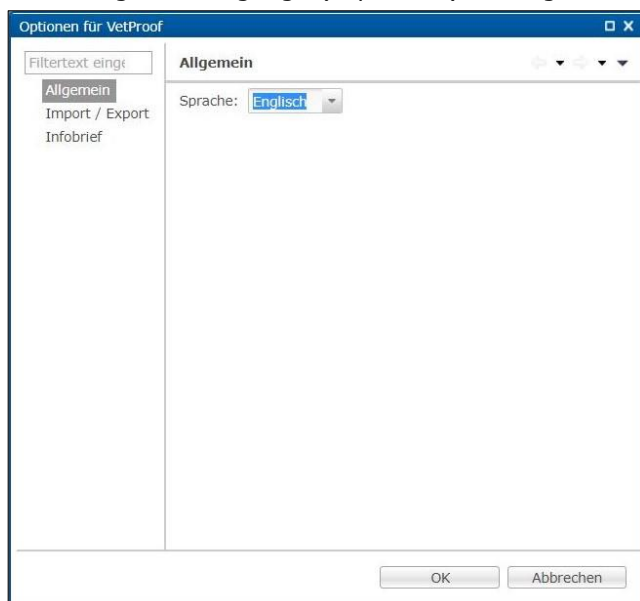 Optionen für VetProof
Filtertext einge
Allgemein
Import / Export
Infobrief
Allgemein
Sprache: Englisch
OK
Abbrechen